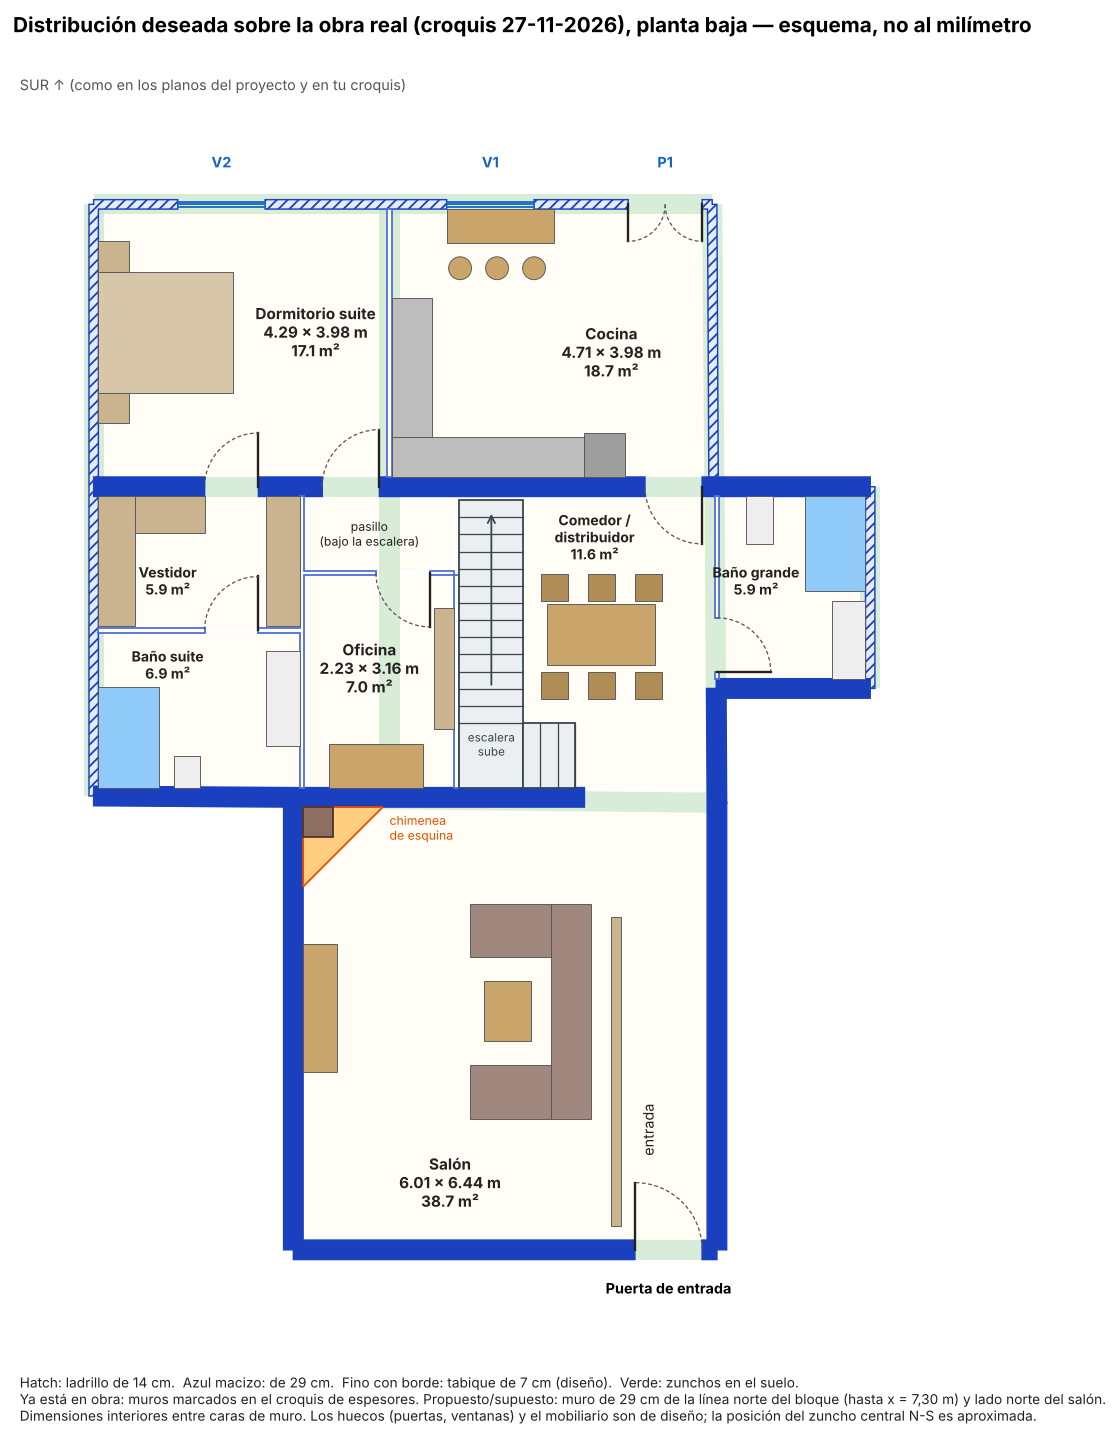 Distribución deseada sobre la obra real (croquis 27-11-2026), planta baja — esquema, no al milímetro
SUR ↑ (como en los planos del proyecto y en tu croquis)
V2
V1
P1
Dormitorio suite
4.29 × 3.98 m
17.1 m²
Cocina
4.71 × 3.98 m
18.7 m²
pasillo
(bajo la escalera)
Comedor /
distribuidor
11.6 m²
Vestidor
5.9 m²
Baño grande
5.9 m²
Baño suite
6.9 m²
Oficina
2.23 × 3.16 m
7.0 m²
escalera
sube
chimenea
de esquina
entrada
Salón
6.01 × 6.44 m
38.7 m²
Puerta de entrada
Hatch: ladrillo de 14 cm.  Azul macizo: de 29 cm.  Fino con borde: tabique de 7 cm (diseño).  Verde: zunchos en el suelo.
Ya está en obra: muros marcados en el croquis de espesores. Propuesto/supuesto: muro de 29 cm de la línea norte del bloque (hasta x = 7,30 m) y lado norte del salón.
Dimensiones interiores entre caras de muro. Los huecos (puertas, ventanas) y el mobiliario son de diseño; la posición del zuncho central N-S es aproximada.